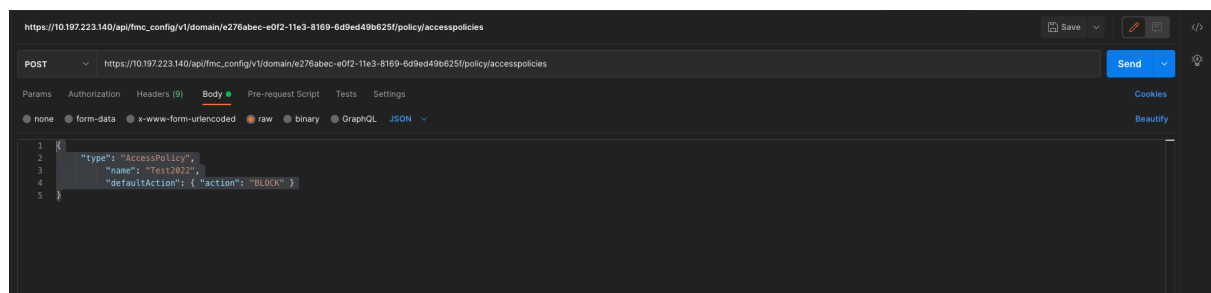 https://10.197.223.140/api/fmc_config/v1/domain/e276abec-e0f2-11e3-8169-6d9ed49b625f/policy/accesspolicies
Save
POST https://10.197.223.140/api/fmc_config/v1/domain/e276abec-e0f2-11e3-8169-6d9ed49b625f/policy/accesspolicies Send
Params Authorization Headers (9) Body Pre-request Script Tests Settings Cookies
none form-data x-www-form-urlencoded raw binary GraphQL JSON Beautify
1 {
2 "type": "AccessPolicy",
3 "name": "Test2022",
4 "defaultAction": { "action": "BLOCK" }
5 }